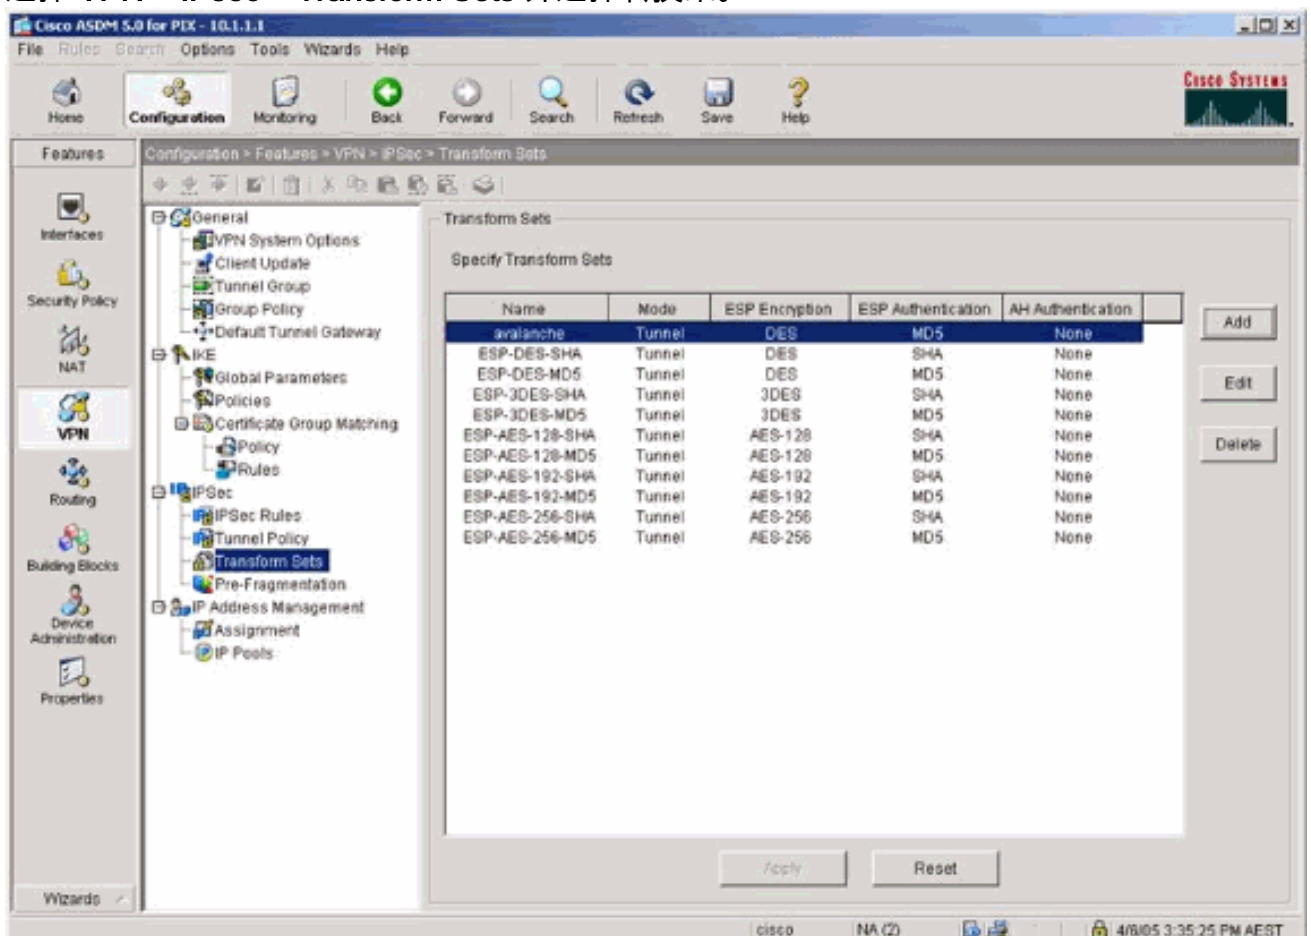 Cisco ASDM 5.0 for PIX - 10.1.1.1
File Rules Search Options Tools Wizards Help
Home Configuration Monitoring Back Forward Search Refresh Save Help
CISCO SYSTEMS
Features
Configuration > Features > VPN > IPSec > Transform Sets
Interfaces
Security Policy
NAT
VPN
Routing
Building Blocks
Device Administration
Properties
Wizards
General
VPN System Options
Client Update
Tunnel Group
Group Policy
Default Tunnel Gateway
IKE
Global Parameters
Policies
Certificate Group Matching
Policy
Rules
IPSec
IPSec Rules
Tunnel Policy
Transform Sets
Pre-Fragmentation
IP Address Management
Assignment
IP Pools
Transform Sets
Specify Transform Sets
Name Mode ESP Encryption ESP Authentication AH Authentication
avalanche Tunnel DES MD5 None
ESP-DES-SHA Tunnel DES SHA None
ESP-DES-MD5 Tunnel DES MD5 None
ESP-3DES-SHA Tunnel 3DES SHA None
ESP-3DES-MD5 Tunnel 3DES MD5 None
ESP-AES-128-SHA Tunnel AES-128 SHA None
ESP-AES-128-MD5 Tunnel AES-128 MD5 None
ESP-AES-192-SHA Tunnel AES-192 SHA None
ESP-AES-192-MD5 Tunnel AES-192 MD5 None
ESP-AES-256-SHA Tunnel AES-256 SHA None
ESP-AES-256-MD5 Tunnel AES-256 MD5 None
Add
Edit
Delete
Apply Reset
cisco NA (2) 4/6/05 3:35:25 PM AEST